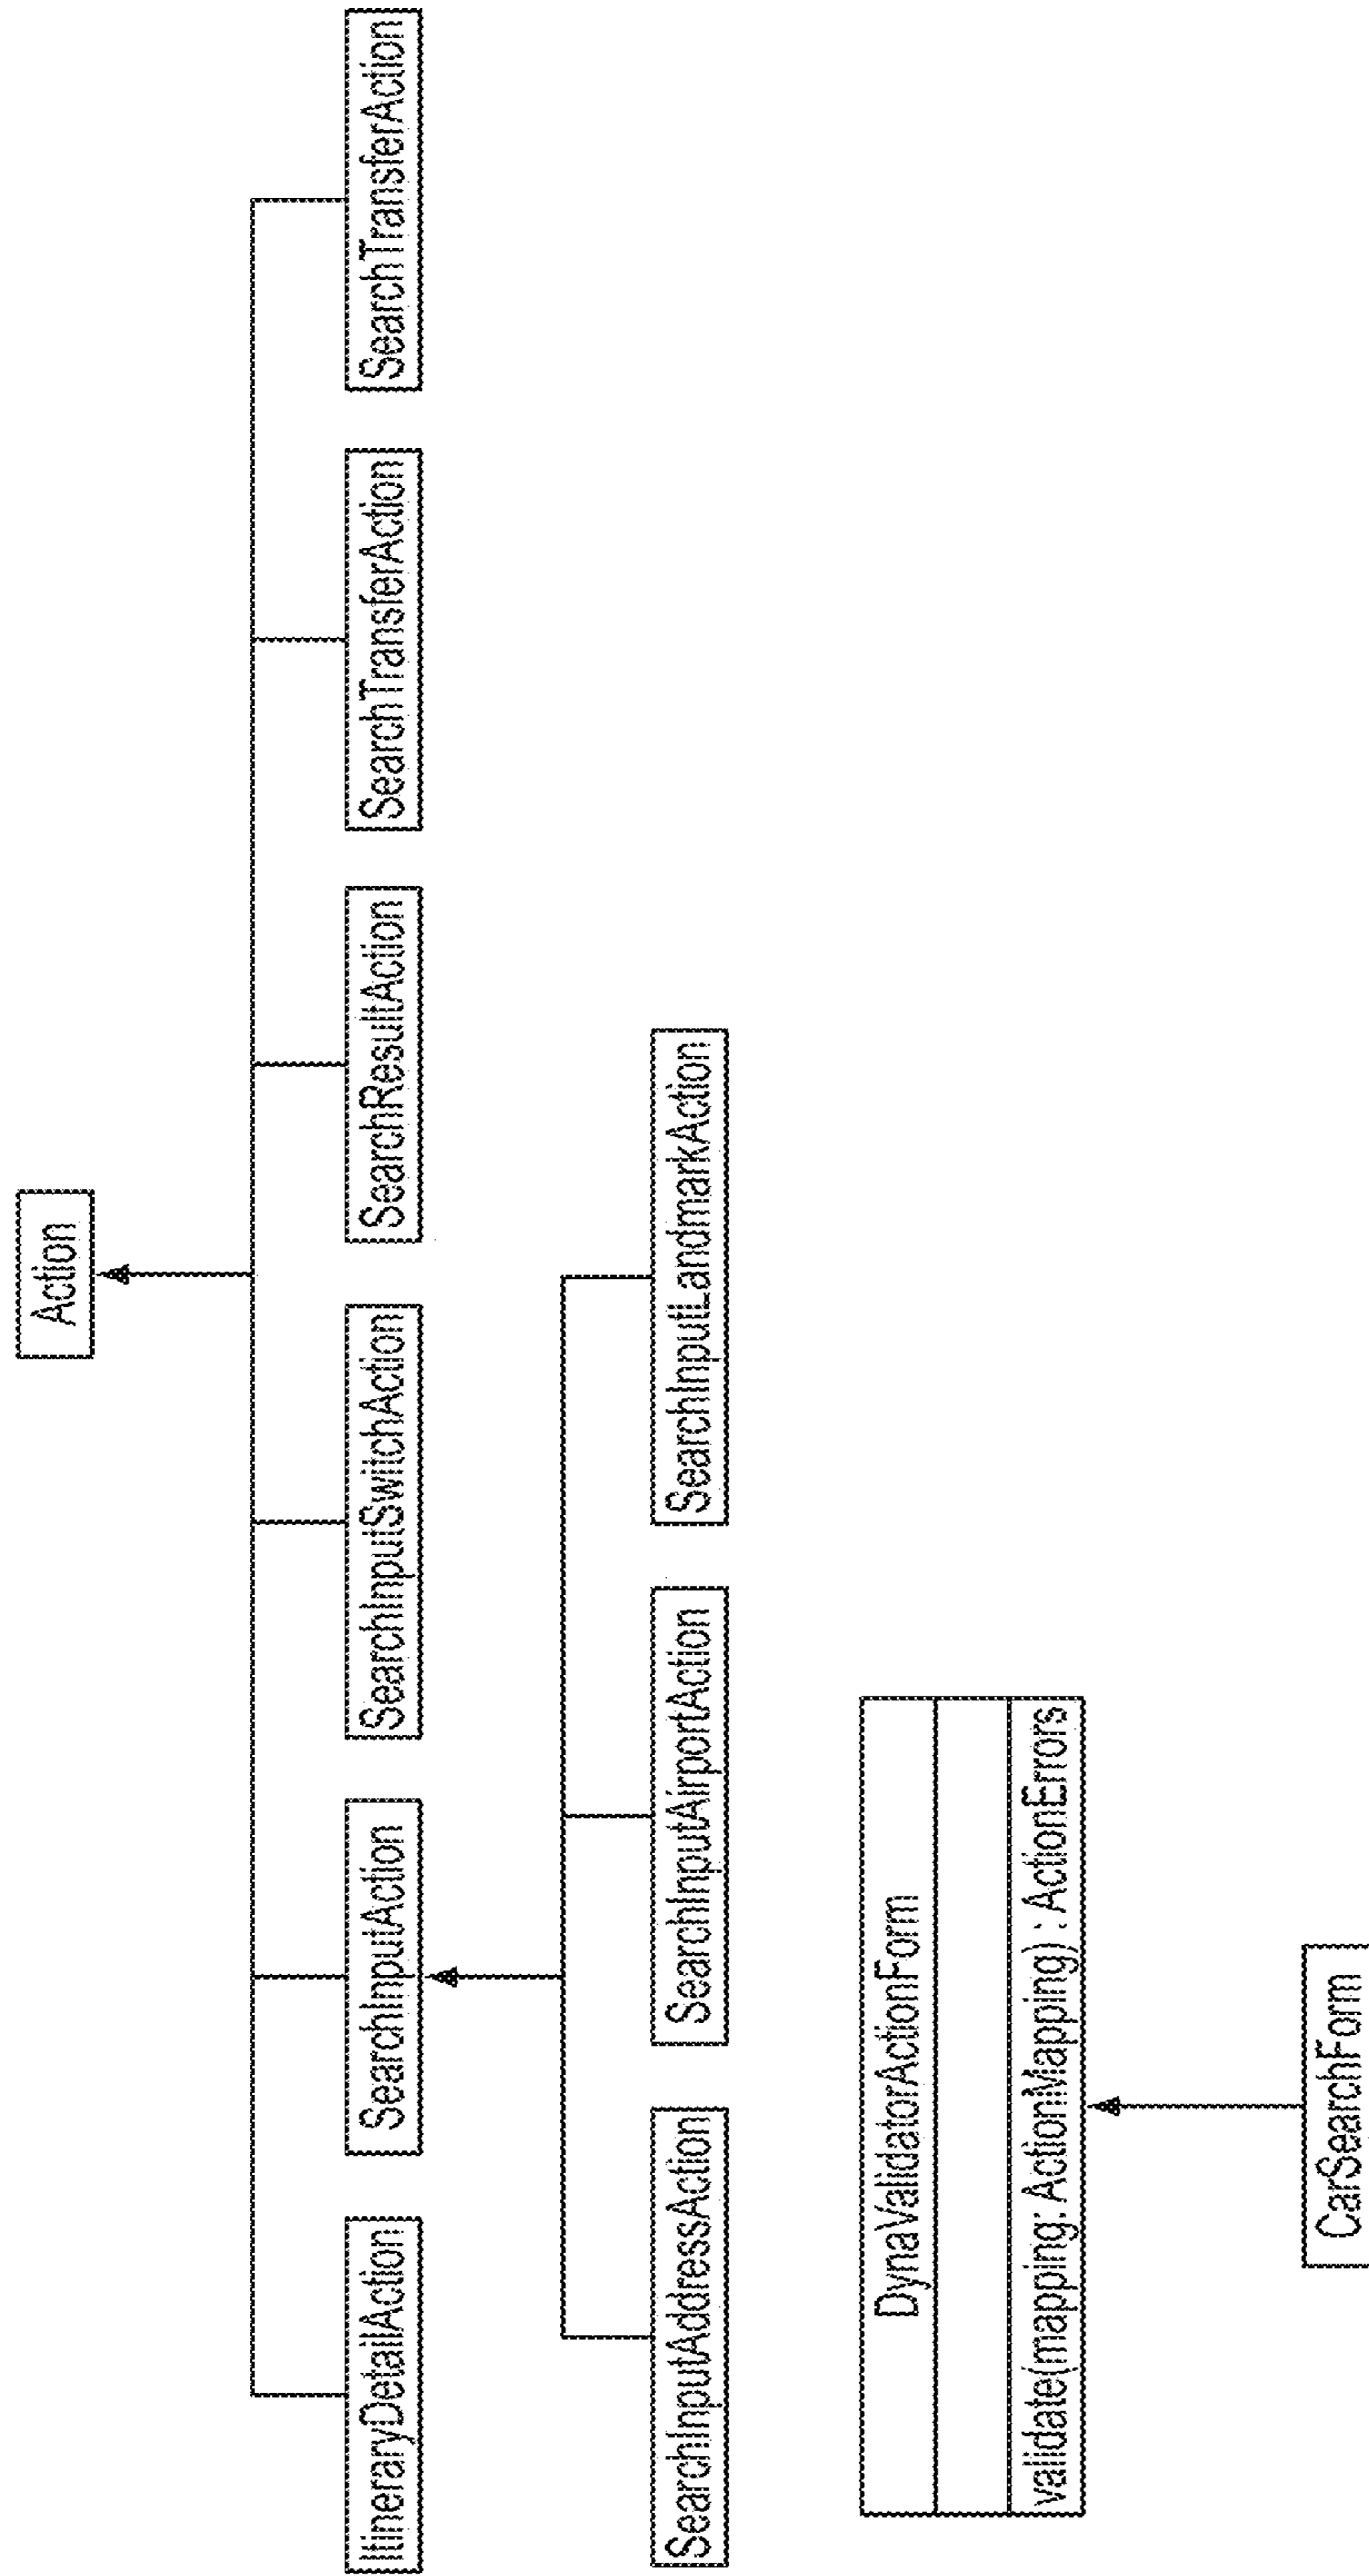 Action
ItineraryDetailAction
SearchInputAction
SearchInputSwitchAction
SearchResultAction
SearchTransferAction
SearchTransferAction
SearchInputAddressAction
SearchInputAirportAction
SearchInputLandmarkAction
DynaValidatorActionForm
validate(mapping: ActionMapping) : ActionErrors
CarSearchForm